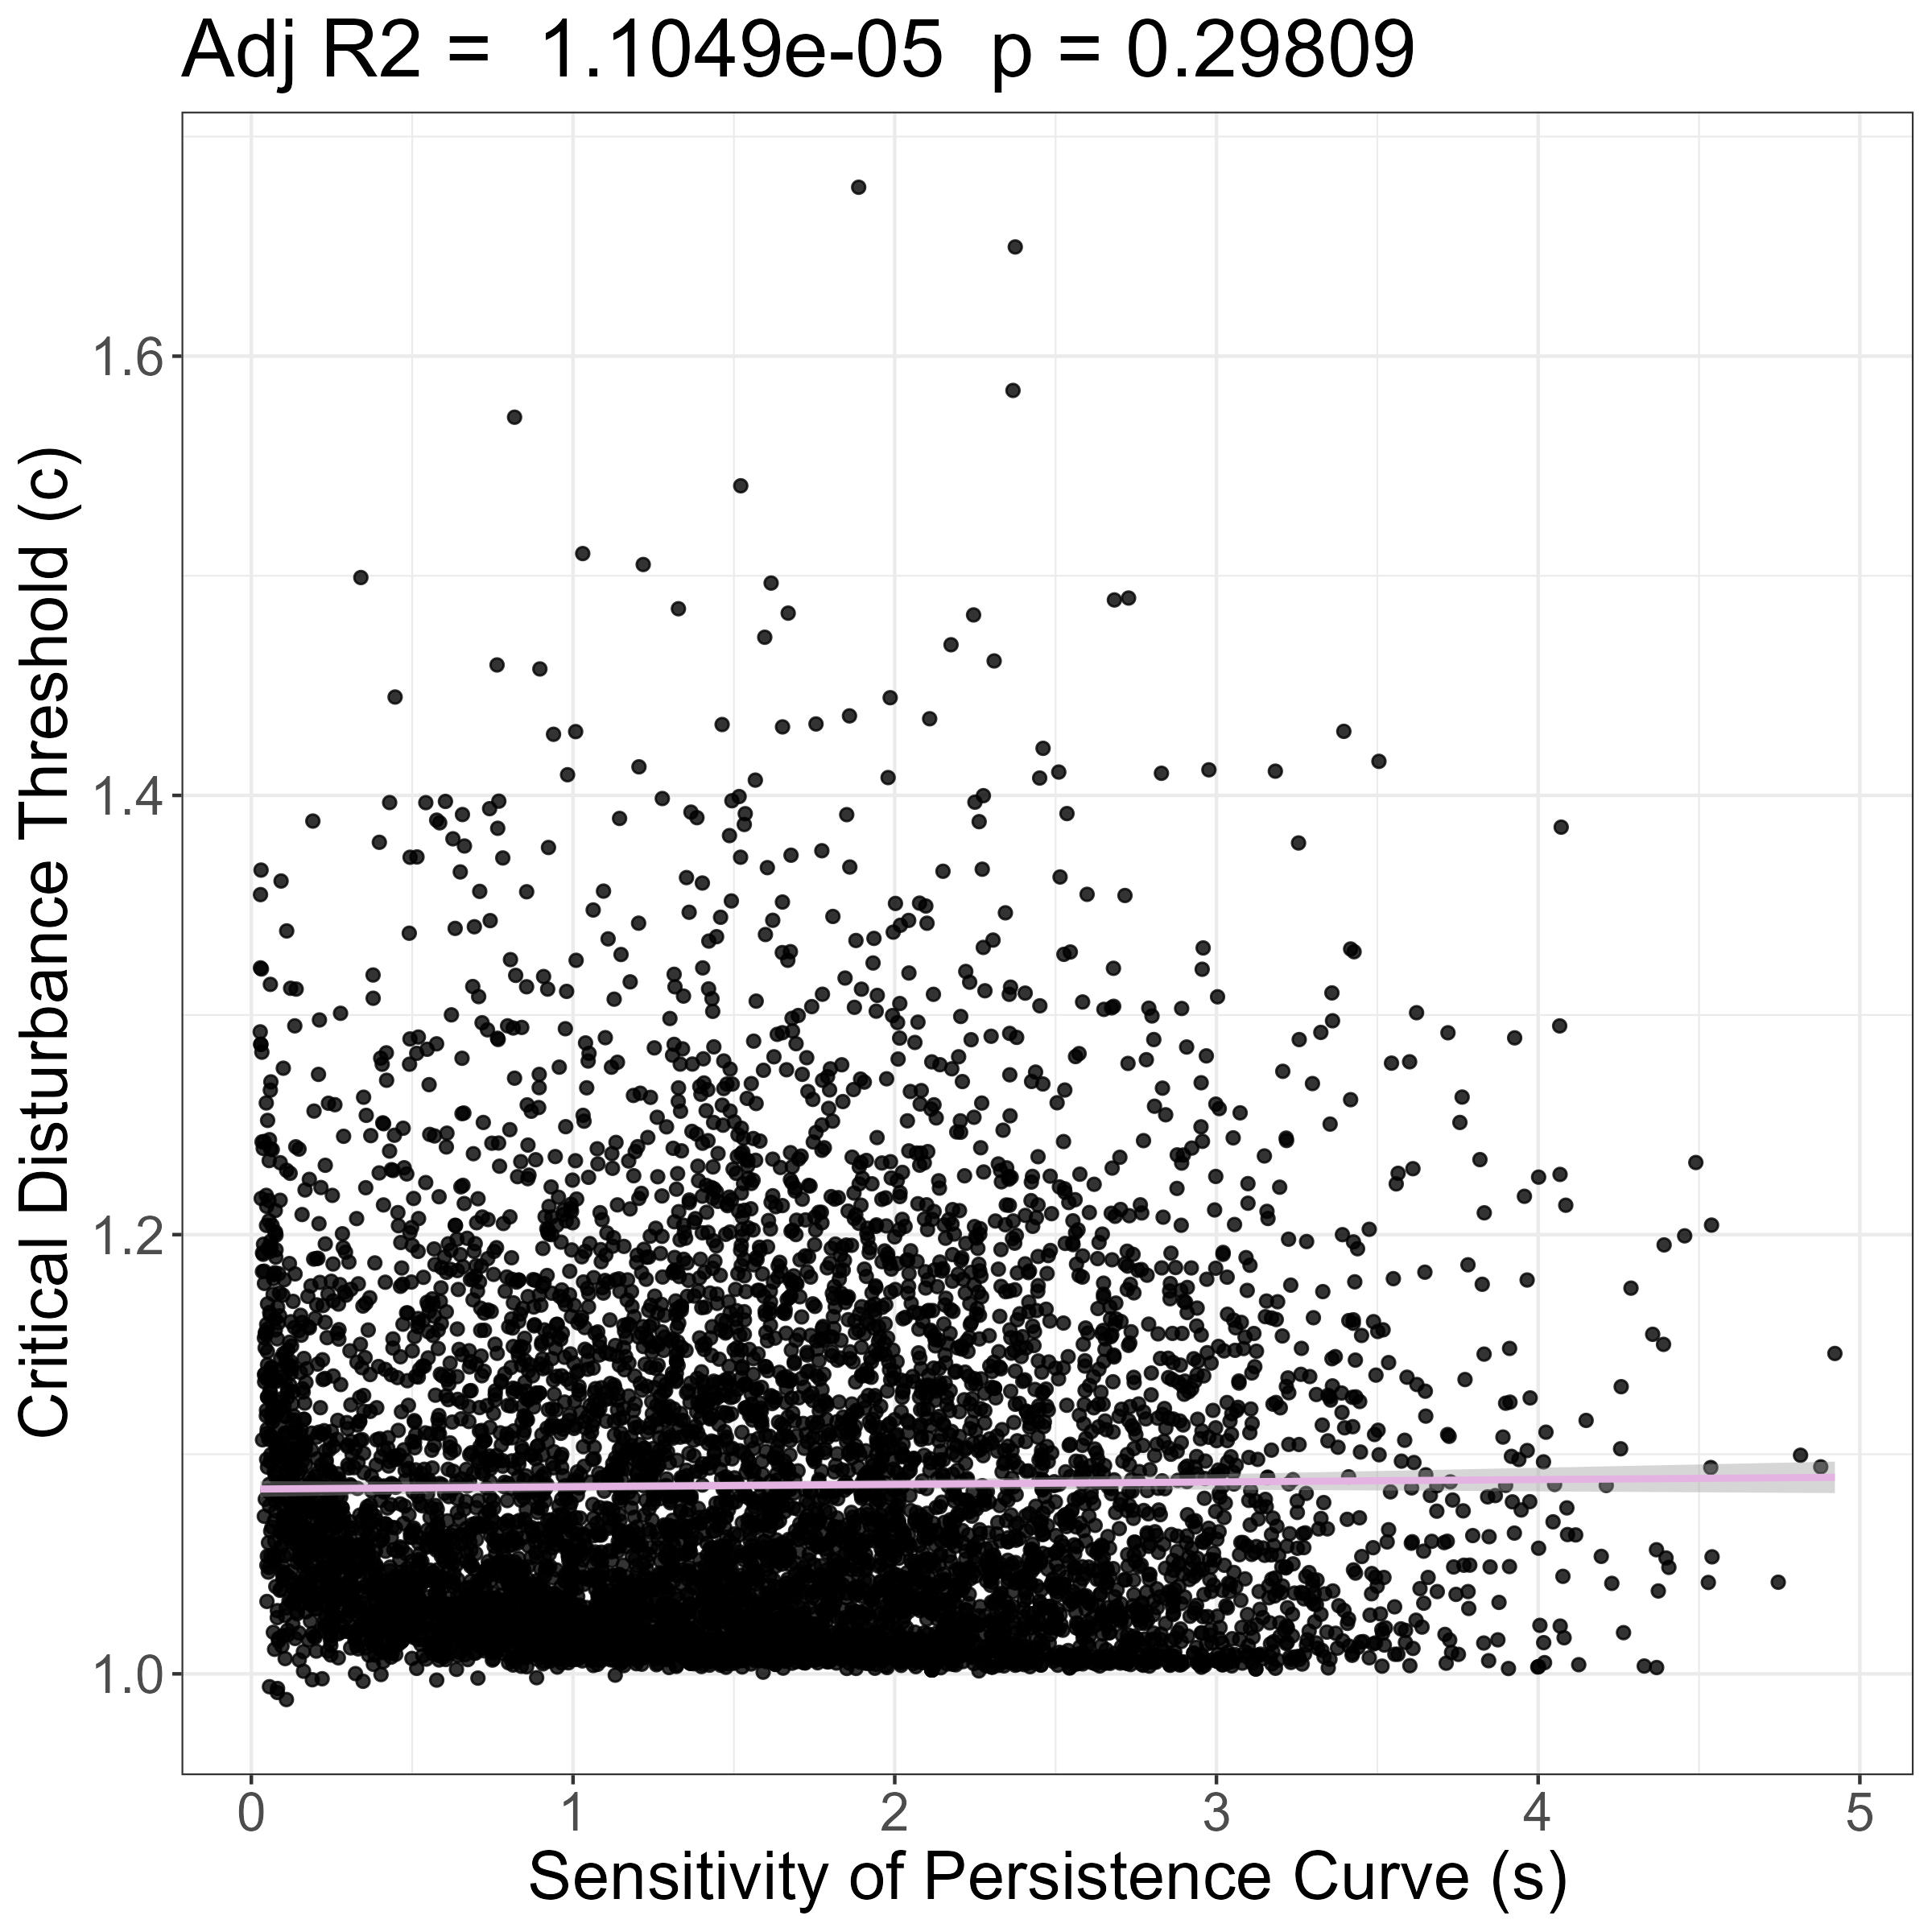 Adj R2 =  1.1049e-05  p = 0.29809
Critical Disturbance Threshold (c)
1.6
1.4
1.2
1.0
0 1 2 3 4 5
Sensitivity of Persistence Curve (s)